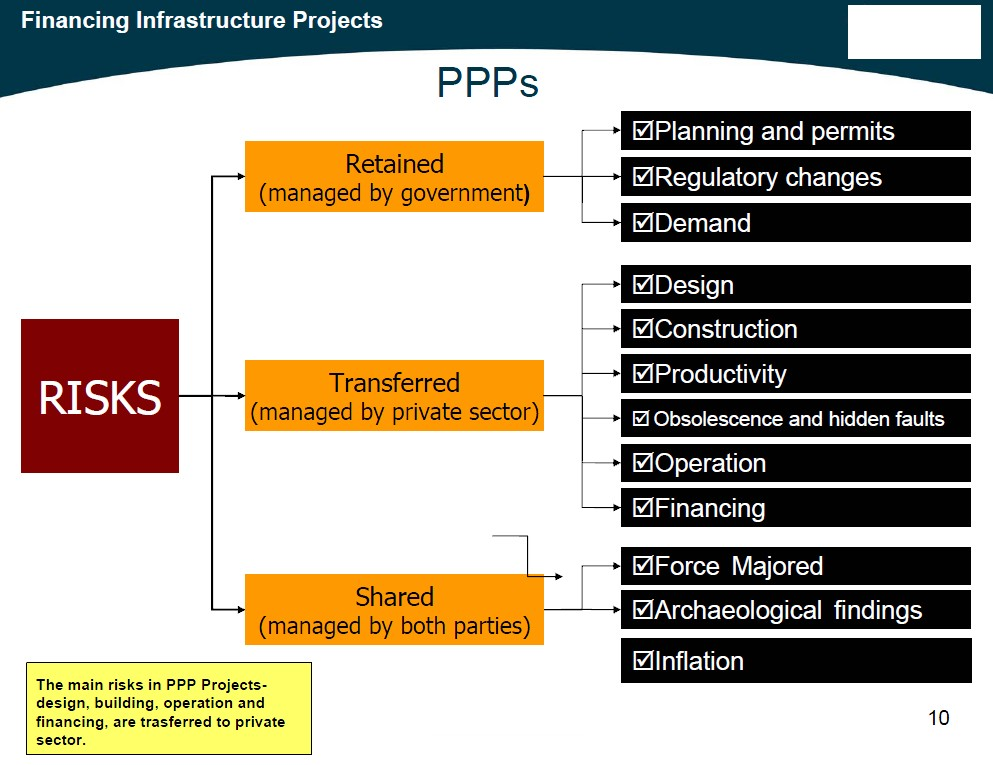 Financing Infrastructure Projects
PPPs
RISKS
Retained
(managed by government)
☑Planning and permits
☑Regulatory changes
☑Demand
Transferred
(managed by private sector)
☑Design
☑Construction
☑Productivity
☑ Obsolescence and hidden faults
☑Operation
☑Financing
Shared
(managed by both parties)
☑Force Majored
☑Archaeological findings
☑Inflation
The main risks in PPP Projects-
design, building, operation and
financing, are trasferred to private
sector.
10